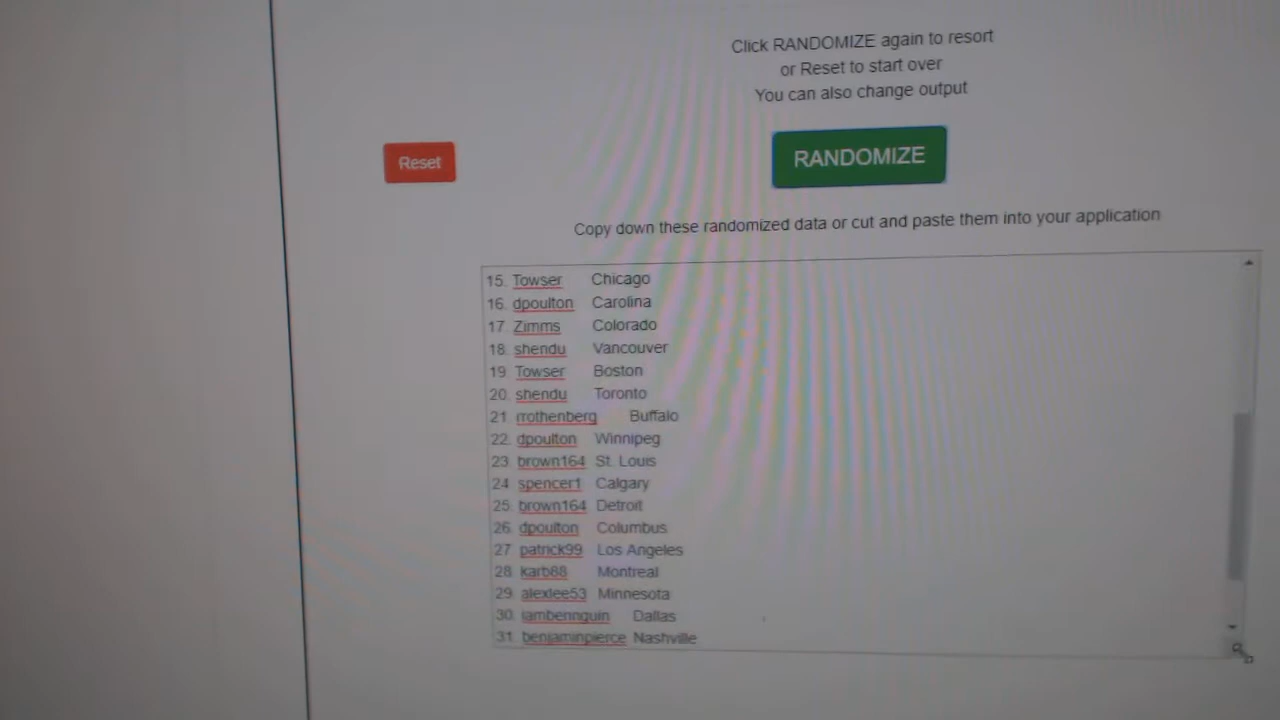 Click RANDOMIZE again to resort
or Reset to start over
You can also change output
Reset
RANDOMIZE
Copy down these randomized data or cut and paste them into your application
15. Towser Chicago
16. dpoulton Carolina
17. Zimms Colorado
18. shendu Vancouver
19. Towser Boston
20. shendu Toronto
21. rrothenberg Buffalo
22. dpoulton Winnipeg
23. brown164 St. Louis
24. spencer1 Calgary
25. brown164 Detroit
26. dpoulton Columbus
27. patrick99 Los Angeles
28. karb88 Montreal
29. alexlee53 Minnesota
30. iambennguin Dallas
31. benjaminpierce Nashville